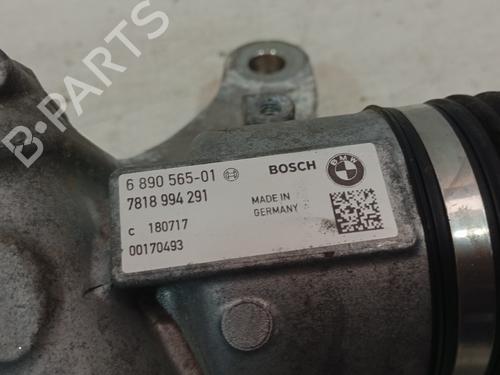 B-PARTS
6 890 565-01
BOSCH
BMW
7818 994 291
MADE IN
GERMANY
c 180717
00170493